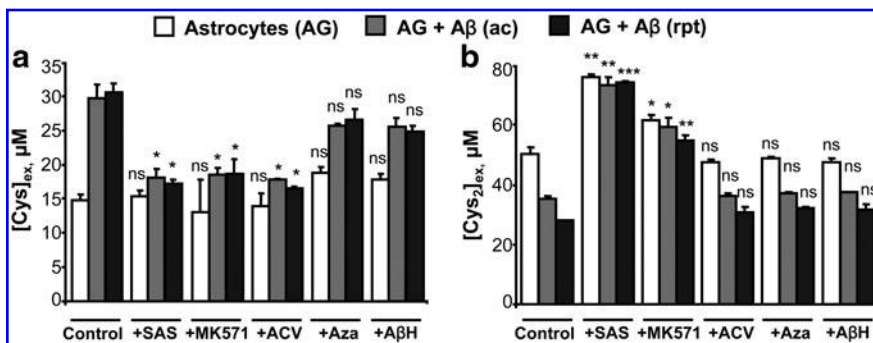 Astrocytes (AG) AG + Aβ (ac) AG + Aβ (rpt)
a
[Cys]ex, μM
35
30
25
20
15
10
5
0
ns * *
ns * *
ns * *
ns ns ns
ns ns ns
Control +SAS +MK571 +ACV +Aza +AβH
b
[Cys2]ex, μM
80
60
40
20
0
** ** ***
* * **
ns ns ns
ns ns ns
ns ns ns
Control +SAS +MK571 +ACV +Aza +AβH